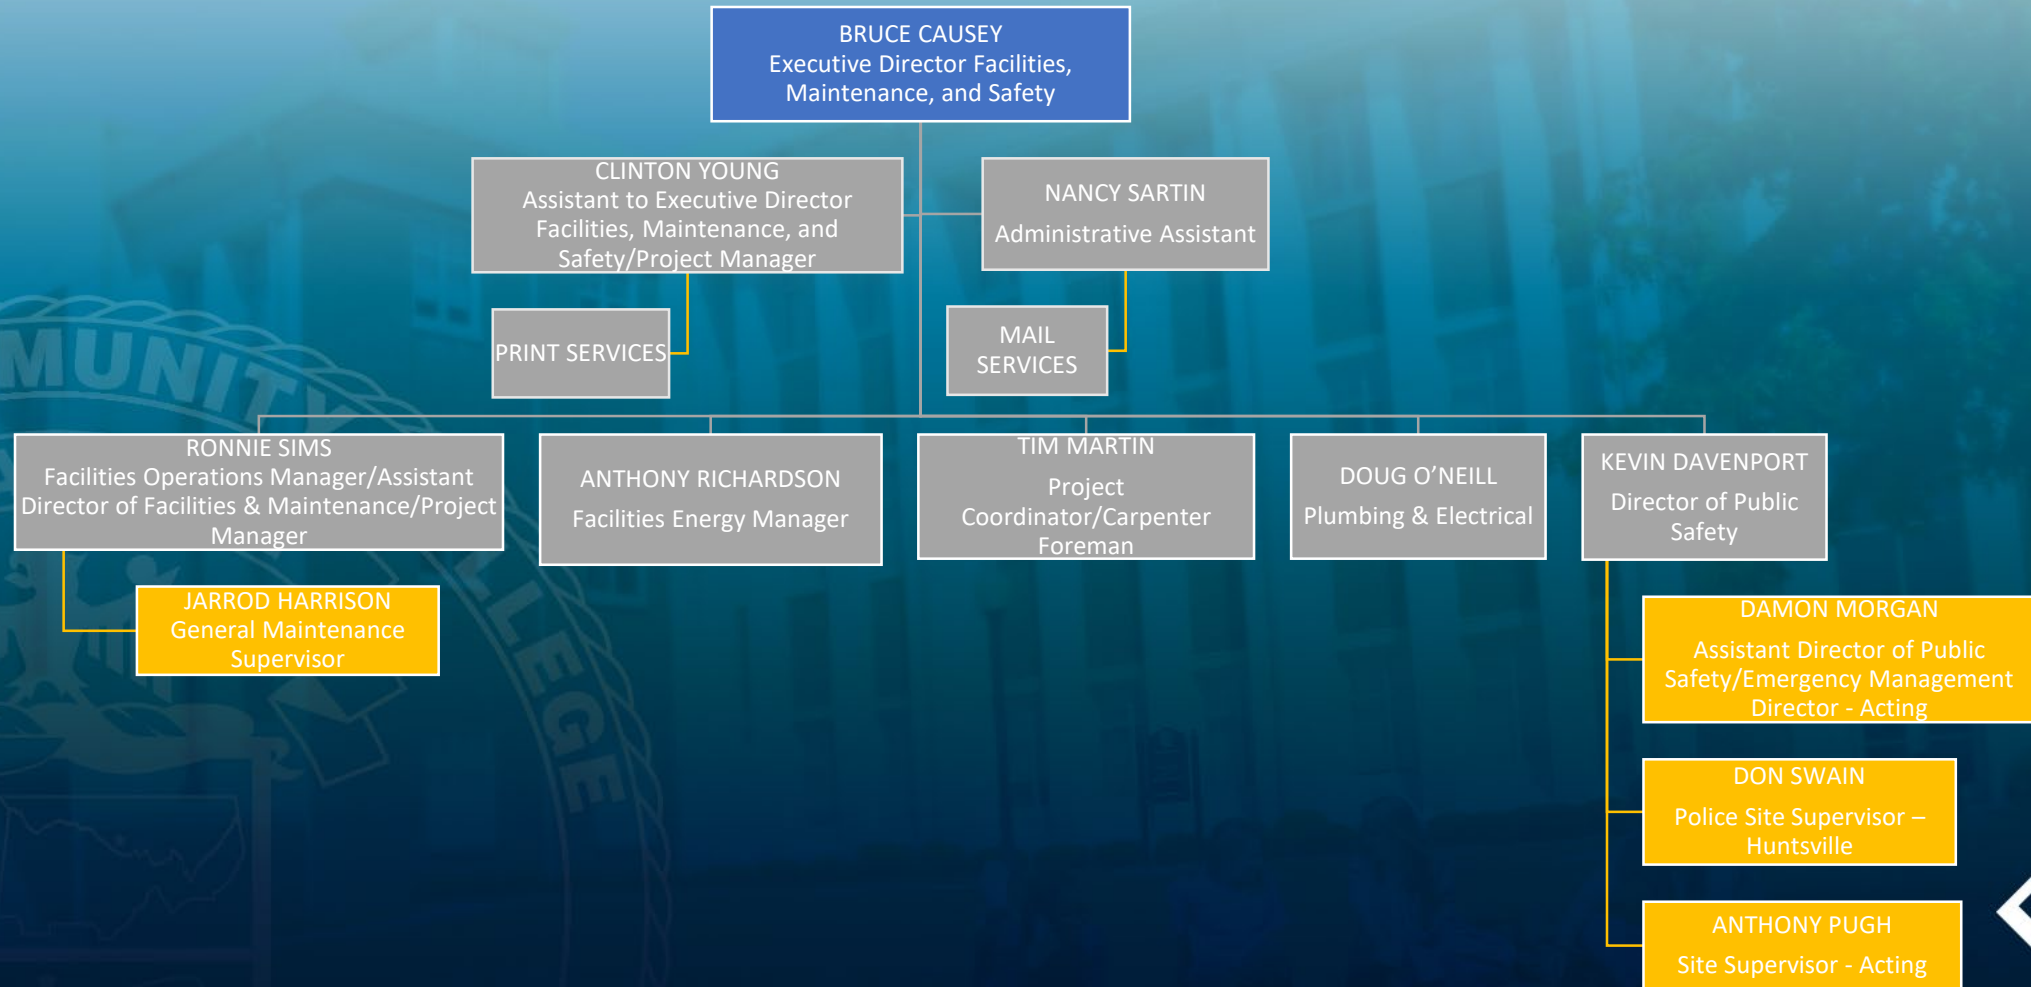 BRUCE CAUSEY
Executive Director Facilities,
Maintenance, and Safety
CLINTON YOUNG
Assistant to Executive Director
Facilities, Maintenance, and
Safety/Project Manager
NANCY SARTIN
Administrative Assistant
PRINT SERVICES
MAIL
SERVICES
RONNIE SIMS
Facilities Operations Manager/Assistant
Director of Facilities & Maintenance/Project
Manager
ANTHONY RICHARDSON
Facilities Energy Manager
TIM MARTIN
Project
Coordinator/Carpenter
Foreman
DOUG O’NEILL
Plumbing & Electrical
KEVIN DAVENPORT
Director of Public
Safety
JARROD HARRISON
General Maintenance
Supervisor
DAMON MORGAN
Assistant Director of Public
Safety/Emergency Management
Director - Acting
DON SWAIN
Police Site Supervisor –
Huntsville
ANTHONY PUGH
Site Supervisor - Acting
MUNITY
LLEGE